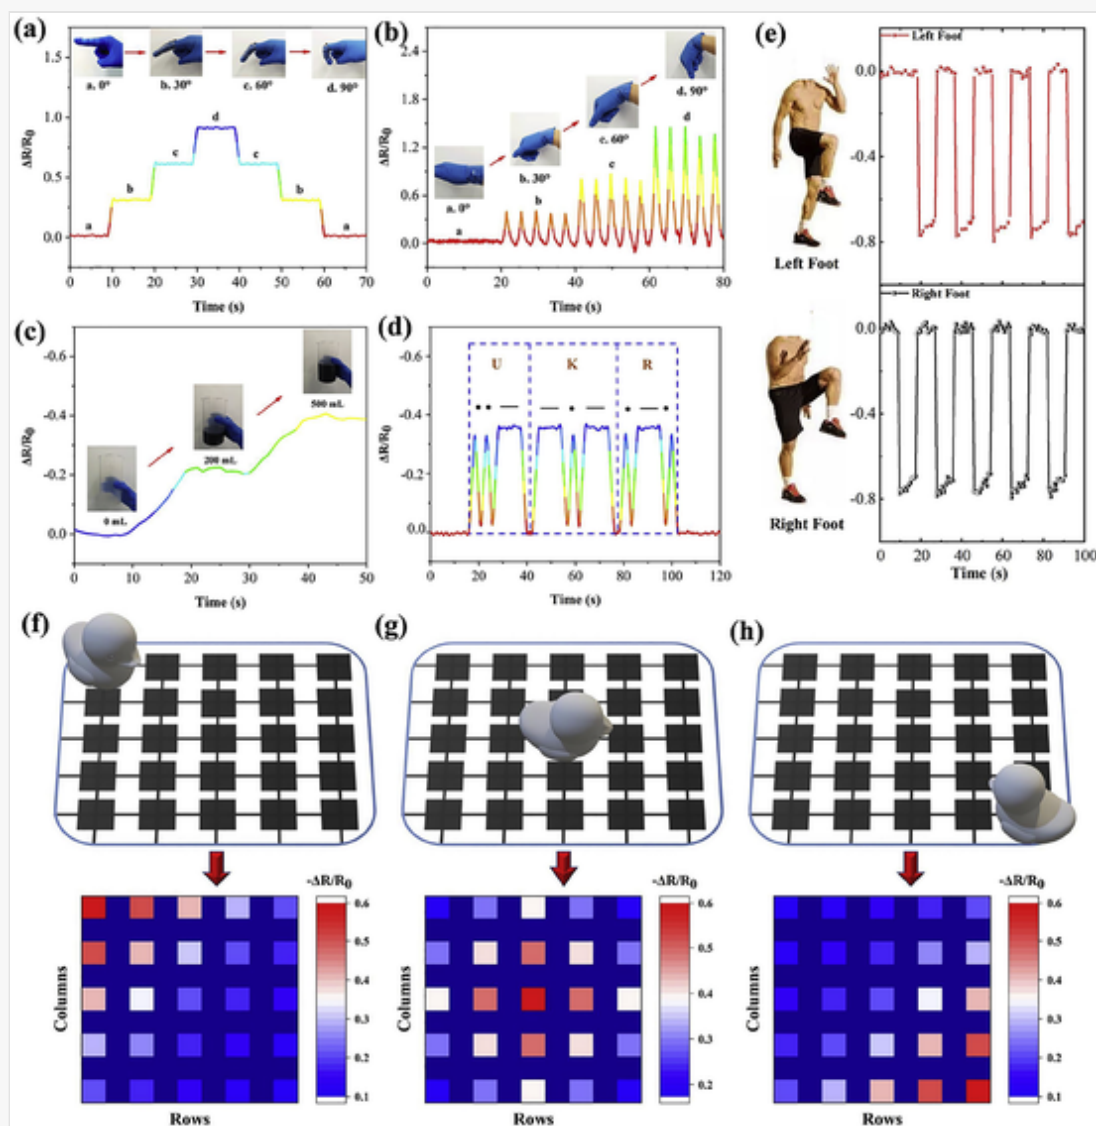 (a)
1.5
1.0
0.5
0.0
ΔR/R0
a. 0°
b. 30°
c. 60°
d. 90°
a
b
c
d
c
b
a
0 10 20 30 40 50 60 70
Time (s)
(b)
2.4
1.8
1.2
0.6
0.0
ΔR/R0
a. 0°
b. 30°
c. 60°
d. 90°
a
b
c
d
0 10 20 30 40 50 60 70 80
Time (s)
(c)
-0.6
-0.4
-0.2
0.0
ΔR/R0
0 mL
200 mL
500 mL
0 10 20 30 40 50
Time (s)
(d)
-0.6
-0.4
-0.2
0.0
ΔR/R0
U K R
0 20 40 60 80 100 120
Time (s)
(e)
Left Foot
Left Foot
0.0
-0.4
-0.8
Right Foot
Right Foot
0.0
-0.4
-0.8
0 20 40 60 80 100
Time (s)
(f)
-ΔR/R0
0.6
0.5
0.4
0.3
0.2
0.1
Columns
Rows
(g)
-ΔR/R0
0.6
0.5
0.4
0.3
0.2
Columns
Rows
(h)
-ΔR/R0
0.6
0.5
0.4
0.3
0.2
0.1
Columns
Rows